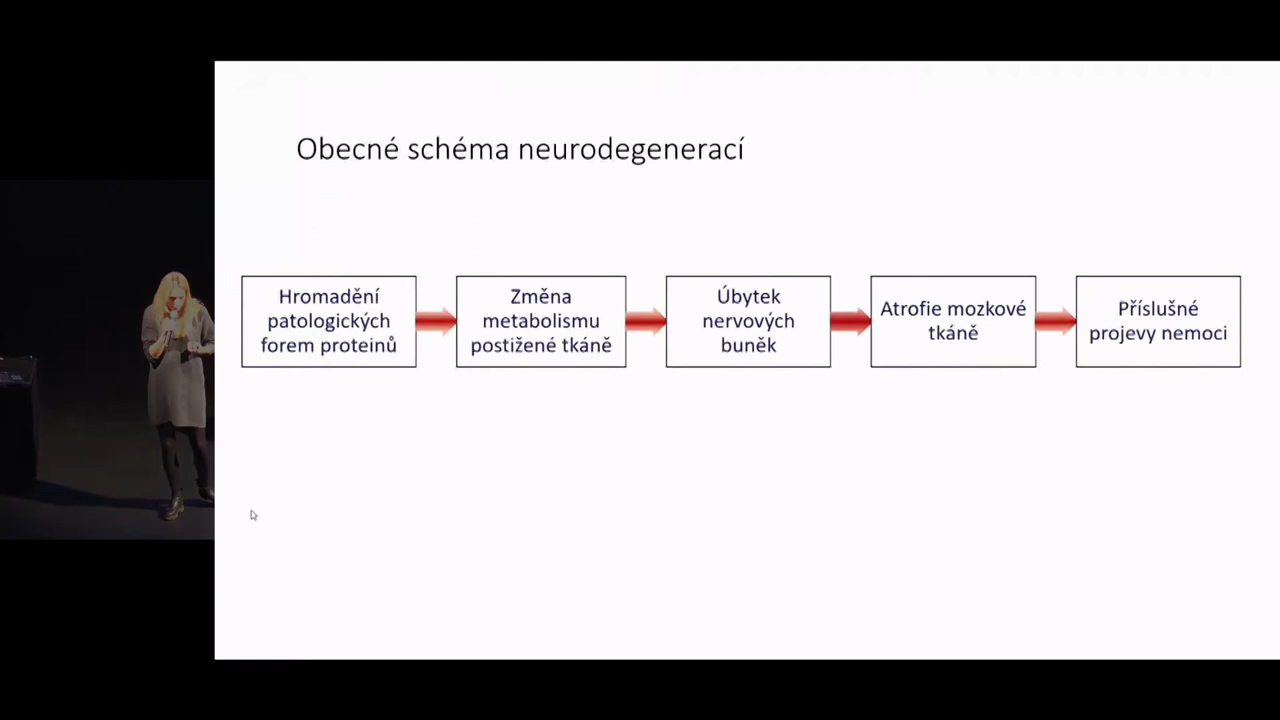 Obecné schéma neurodegenerací
Hromadění
patologických
forem proteinů
Změna
metabolismu
postižené tkáně
Úbytek
nervových
buněk
Atrofie mozkové
tkáně
Příslušné
projevy nemoci